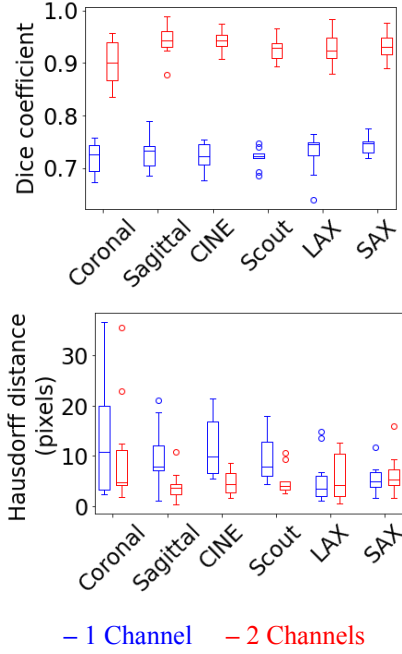 Dice coefficient
1.0
0.9
0.8
0.7
Coronal
Sagittal
CINE
Scout
LAX
SAX
Hausdorff distance
(pixels)
30
20
10
0
Coronal
Sagittal
CINE
Scout
LAX
SAX
– 1 Channel – 2 Channels